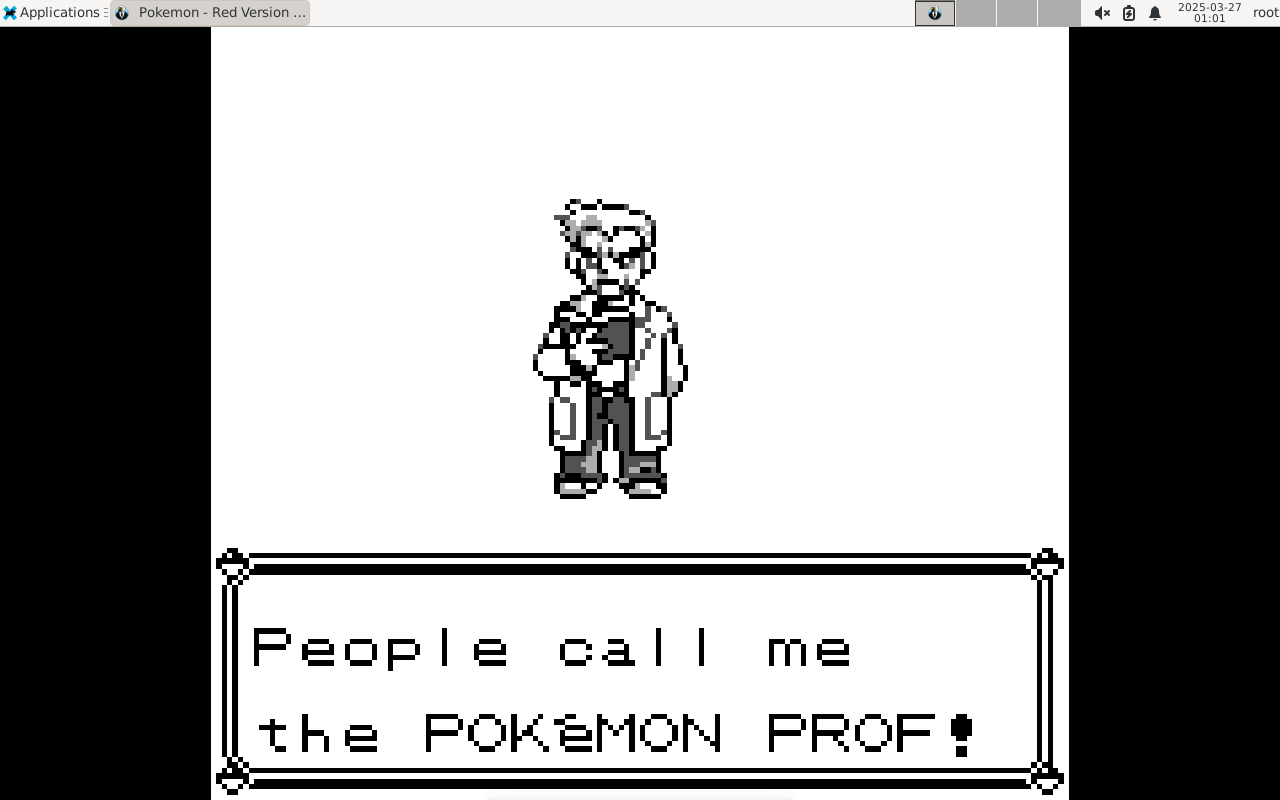 Applications
Pokemon - Red Version ...
2025-03-27
01:01
root
People call me
the POKéMON PROF!